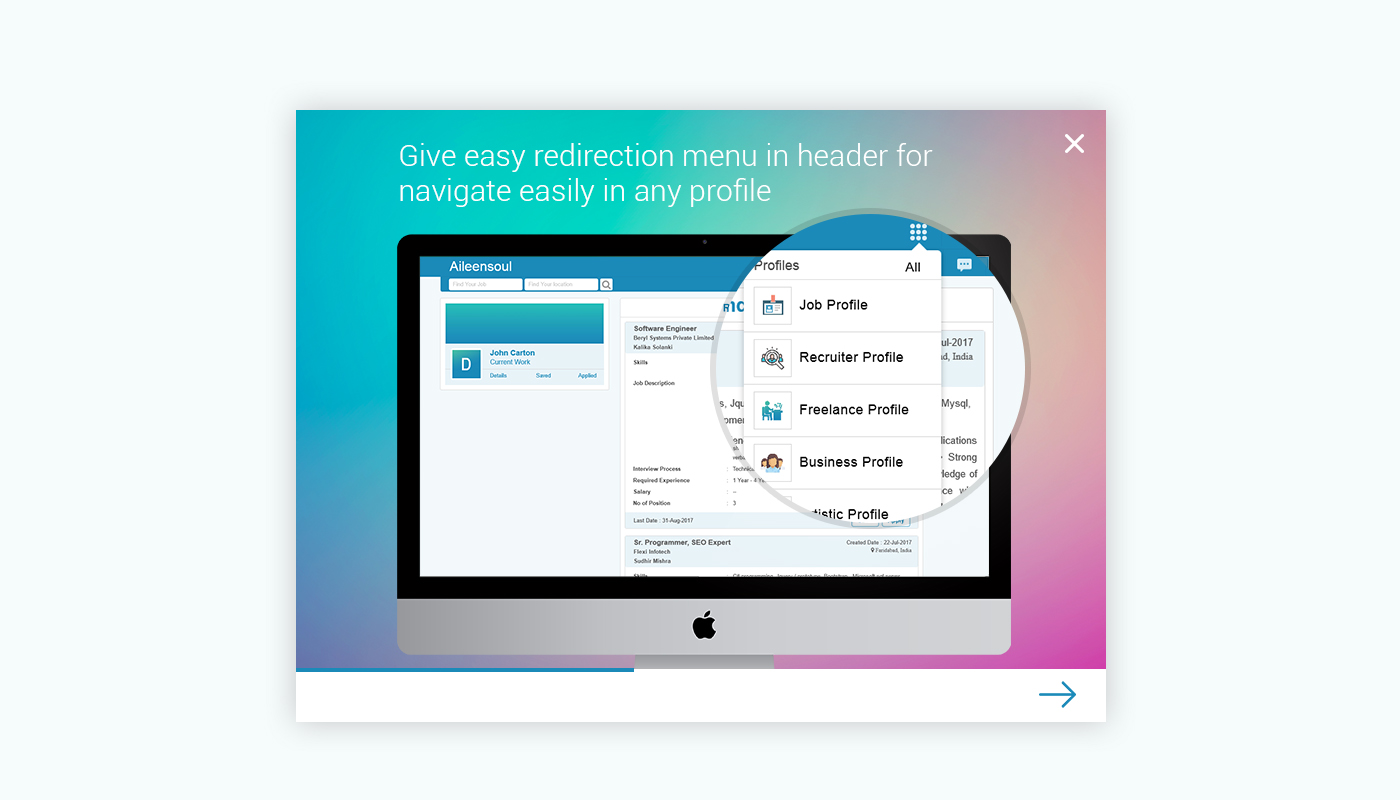 Give easy redirection menu in header for
navigate easily in any profile
Aileensoul
Find Your Job
Find Your location
Profiles
All
Job Profile
Recruiter Profile
Freelance Profile
Business Profile
tistic Profile
D
John Carton
Current Work
Details Saved Applied
Software Engineer
Beryl Systems Private Limited
Kalika Solanki
Skills
Job Description
ul-2017
d, India
s, Jqu
Mysql,
omen
en
lications
Strong
ledge of
nce
Interview Process : Technica
Required Experience : 1 Year - 4 Ye
Salary : --
No of Position : 3
Last Date : 31-Aug-2017
Sr. Programmer, SEO Expert
Created Date : 22-Jul-2017
Flexi Infotech
Faridabad, India
Sudhir Mishra
Skills